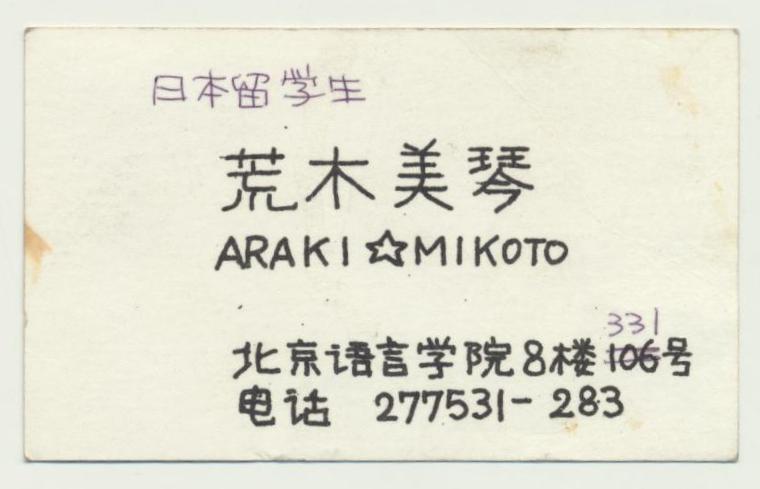 日本留学生
荒木美琴
ARAKI☆MIKOTO
331
北京语言学院8楼106号
电话 277531-283